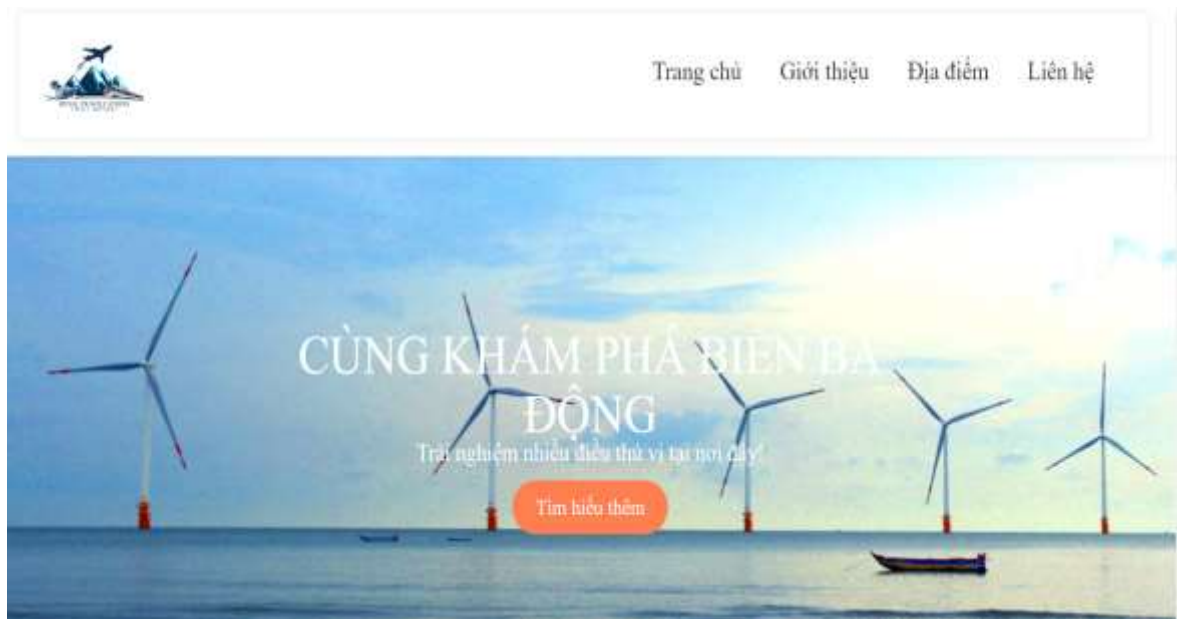 Trang chủ
Giới thiệu
Địa điểm
Liên hệ
CÙNG KHÁM PHÁ BIỂN BA
ĐỘNG
Trải nghiệm nhiều điều thú vị tại nơi đây!
Tìm hiểu thêm